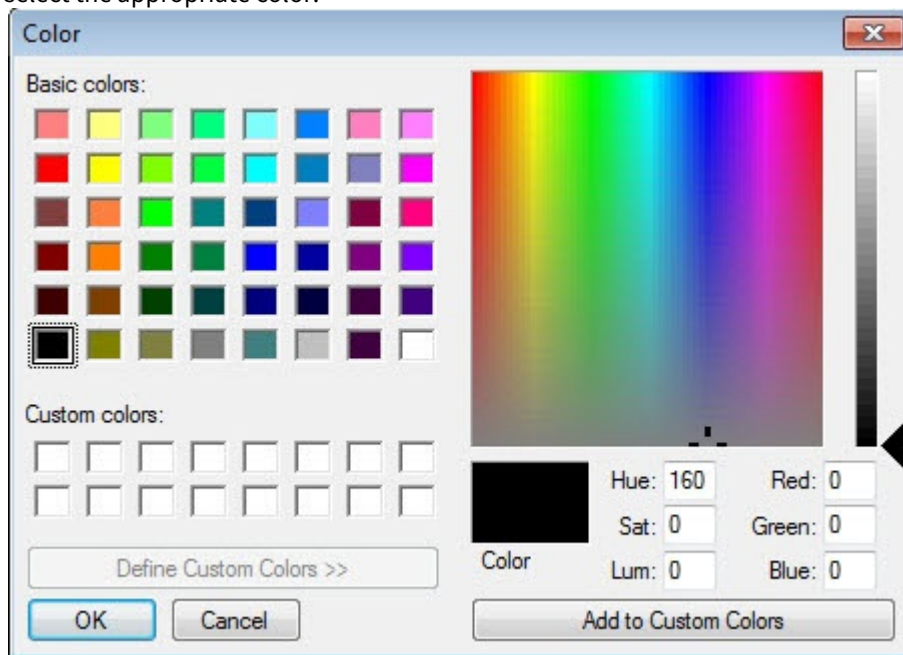 select the appropriate color.
Color
Basic colors:
Custom colors:
Define Custom Colors >>
OK Cancel
Color
Hue: 160 Red: 0
Sat: 0 Green: 0
Lum: 0 Blue: 0
Add to Custom Colors